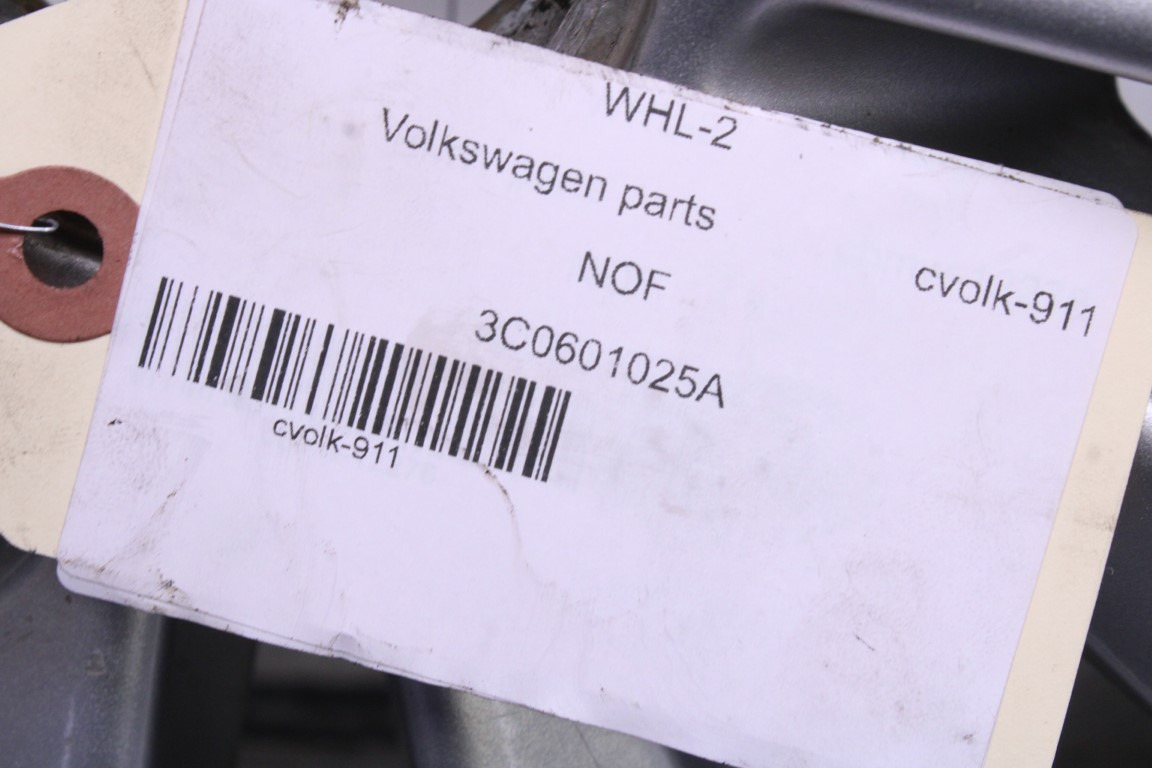 WHL-2
Volkswagen parts
NOF
cvolk-911
3C0601025A
cvolk-911